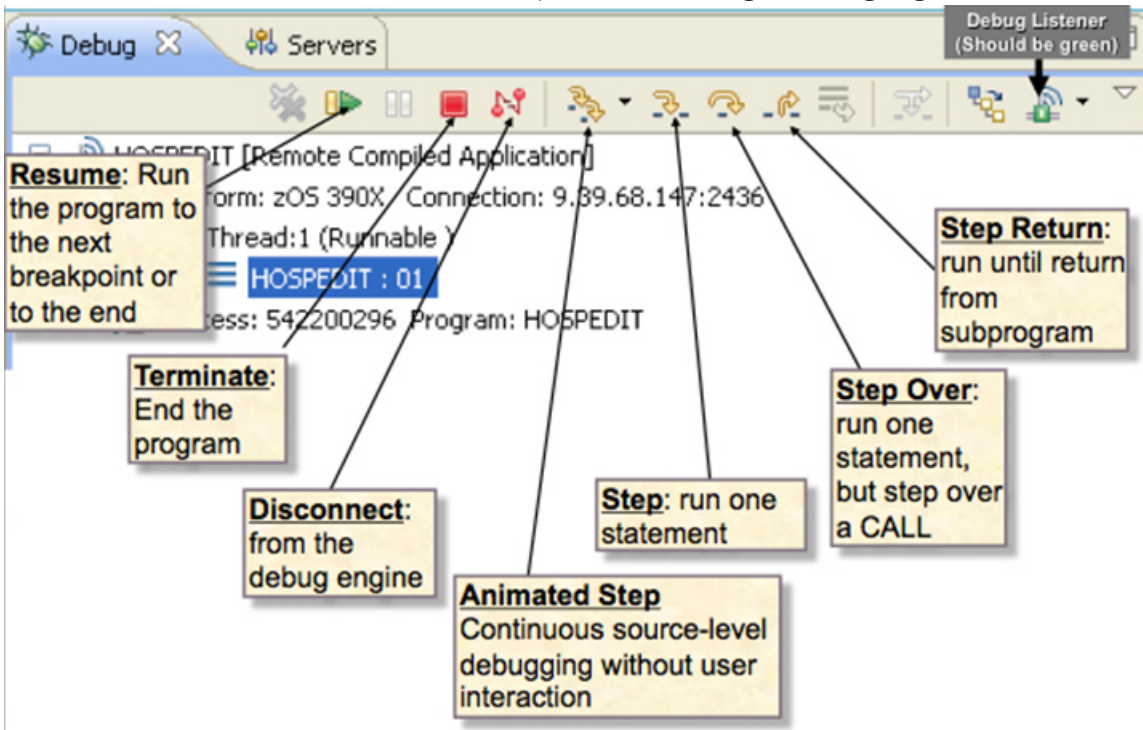 Debug
Servers
Debug Listener
(Should be green)
HOSPEDIT [Remote Compiled Application]
orm: zOS 390X Connection: 9.39.68.147:2436
Thread:1 (Runnable )
HOSPEDIT : 01
ess: 542200296 Program: HOSPEDIT
Resume: Run
the program to
the next
breakpoint or
to the end
Step Return:
run until return
from
subprogram
Terminate:
End the
program
Step Over:
run one
statement,
but step over
a CALL
Disconnect:
from the
debug engine
Step: run one
statement
Animated Step
Continuous source-level
debugging without user
interaction